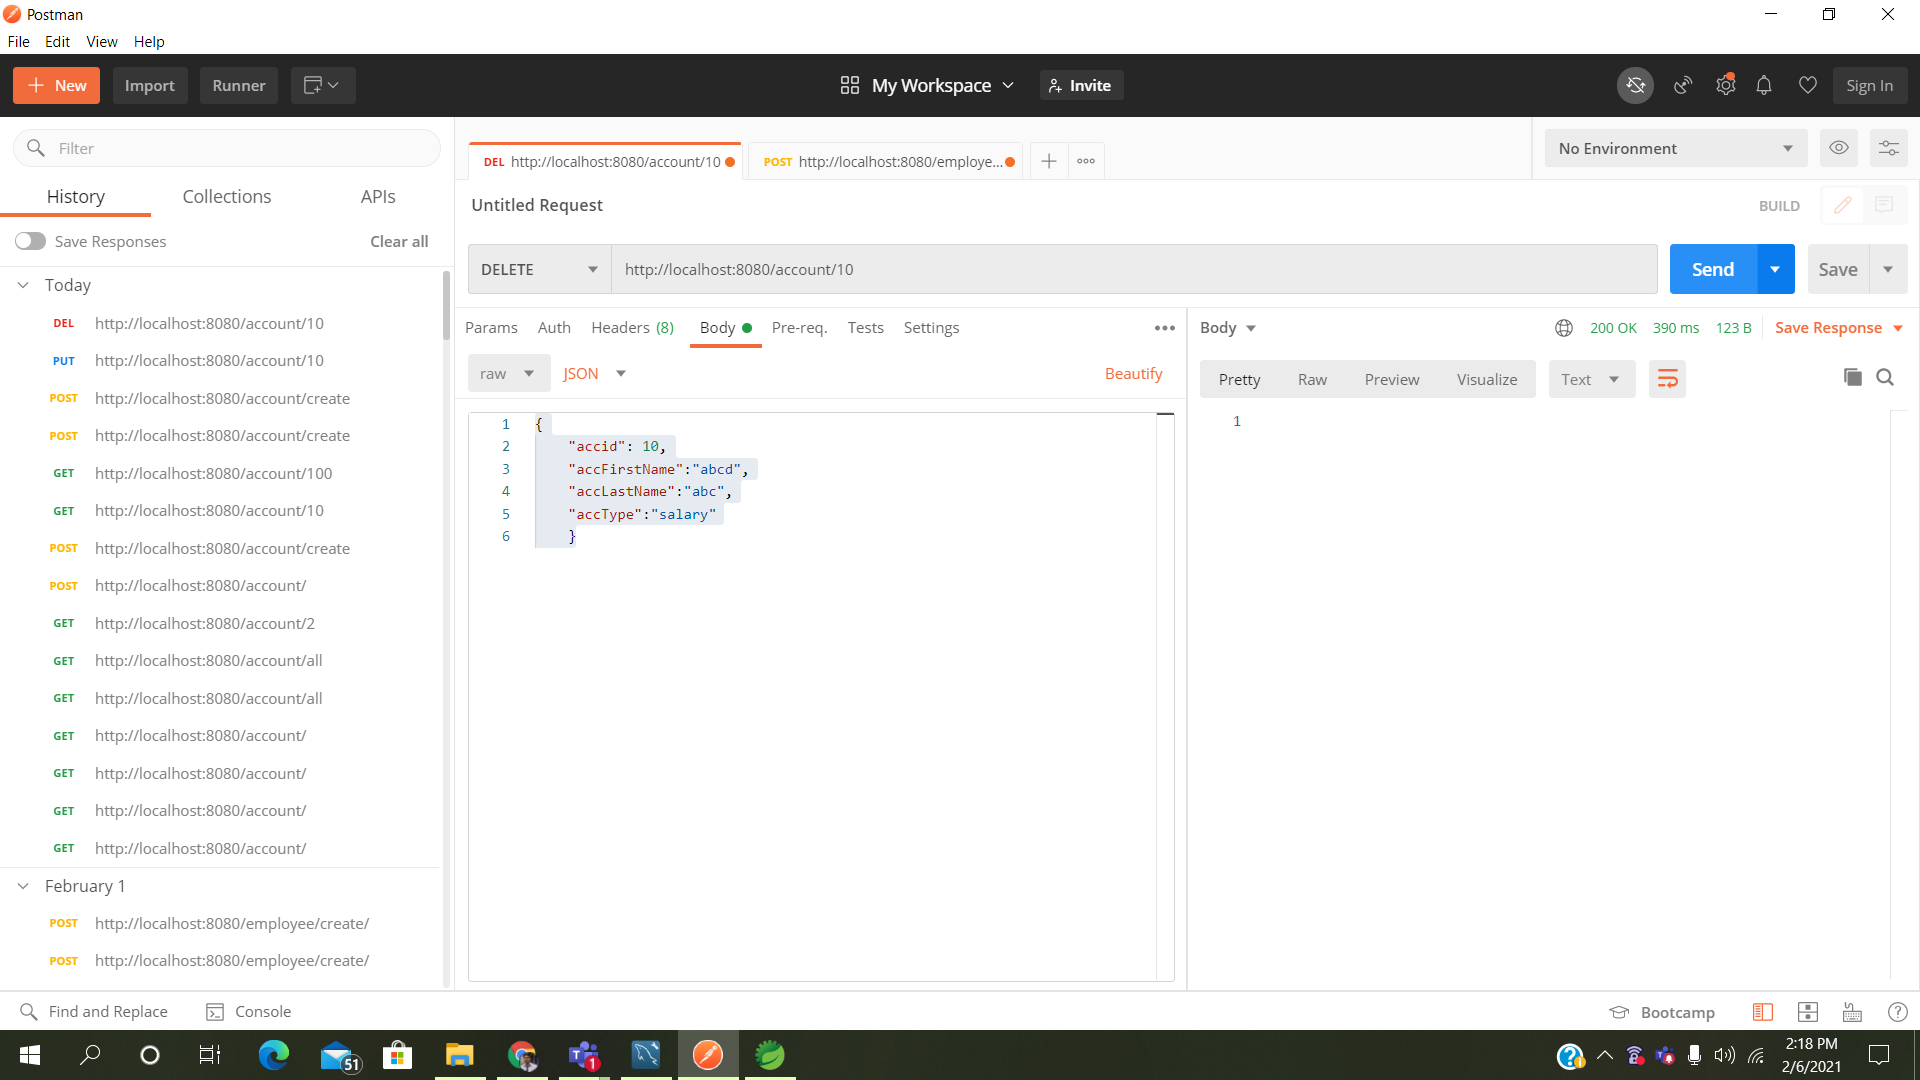 Postman
File Edit View Help
New Import Runner My Workspace Invite Sign In
Filter
History Collections APIs
Save Responses Clear all
Today
DEL http://localhost:8080/account/10
PUT http://localhost:8080/account/10
POST http://localhost:8080/account/create
POST http://localhost:8080/account/create
GET http://localhost:8080/account/100
GET http://localhost:8080/account/10
POST http://localhost:8080/account/create
POST http://localhost:8080/account/
GET http://localhost:8080/account/2
GET http://localhost:8080/account/all
GET http://localhost:8080/account/all
GET http://localhost:8080/account/
GET http://localhost:8080/account/
GET http://localhost:8080/account/
GET http://localhost:8080/account/
February 1
POST http://localhost:8080/employee/create/
POST http://localhost:8080/employee/create/
DEL http://localhost:8080/account/10 POST http://localhost:8080/employe... No Environment
Untitled Request BUILD
DELETE http://localhost:8080/account/10 Send Save
Params Auth Headers (8) Body Pre-req. Tests Settings
raw JSON Beautify
1 {
2 "accid": 10,
3 "accFirstName":"abcd",
4 "accLastName":"abc",
5 "accType":"salary"
6 }
Body 200 OK 390 ms 123 B Save Response
Pretty Raw Preview Visualize Text
1
Find and Replace Console Bootcamp
51 1 2:18 PM
2/6/2021